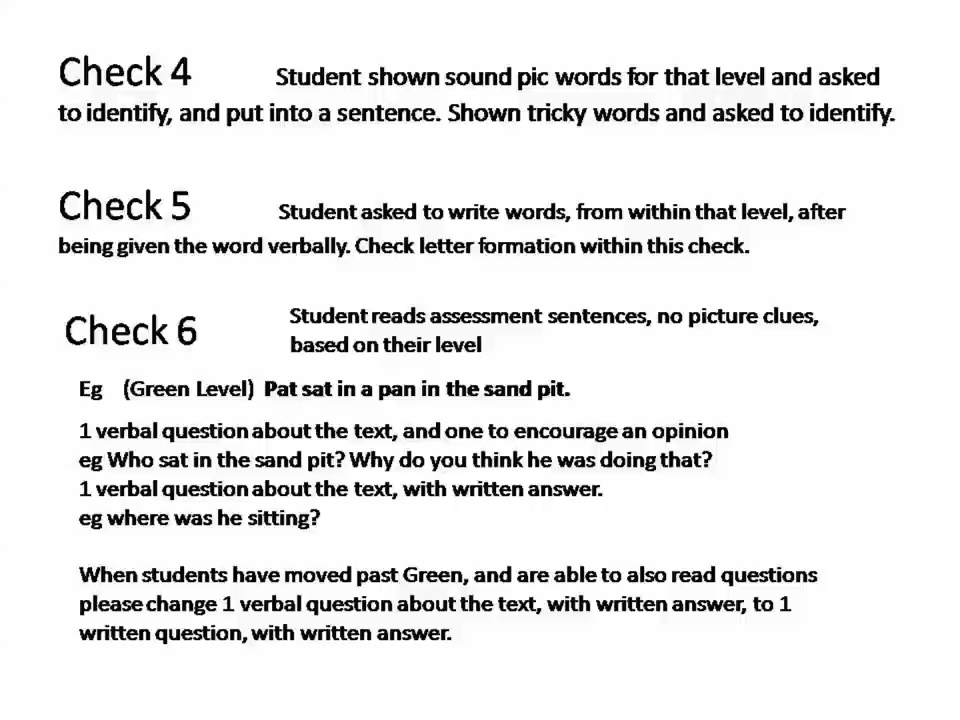 Check 4 Student shown sound pic words for that level and asked
to identify, and put into a sentence. Shown tricky words and asked to identify.
Check 5 Student asked to write words, from within that level, after
being given the word verbally. Check letter formation within this check.
Check 6 Student reads assessment sentences, no picture clues,
based on their level
Eg (Green Level) Pat sat in a pan in the sand pit.
1 verbal question about the text, and one to encourage an opinion
eg Who sat in the sand pit? Why do you think he was doing that?
1 verbal question about the text, with written answer.
eg where was he sitting?
When students have moved past Green, and are able to also read questions
please change 1 verbal question about the text, with written answer, to 1
written question, with written answer.